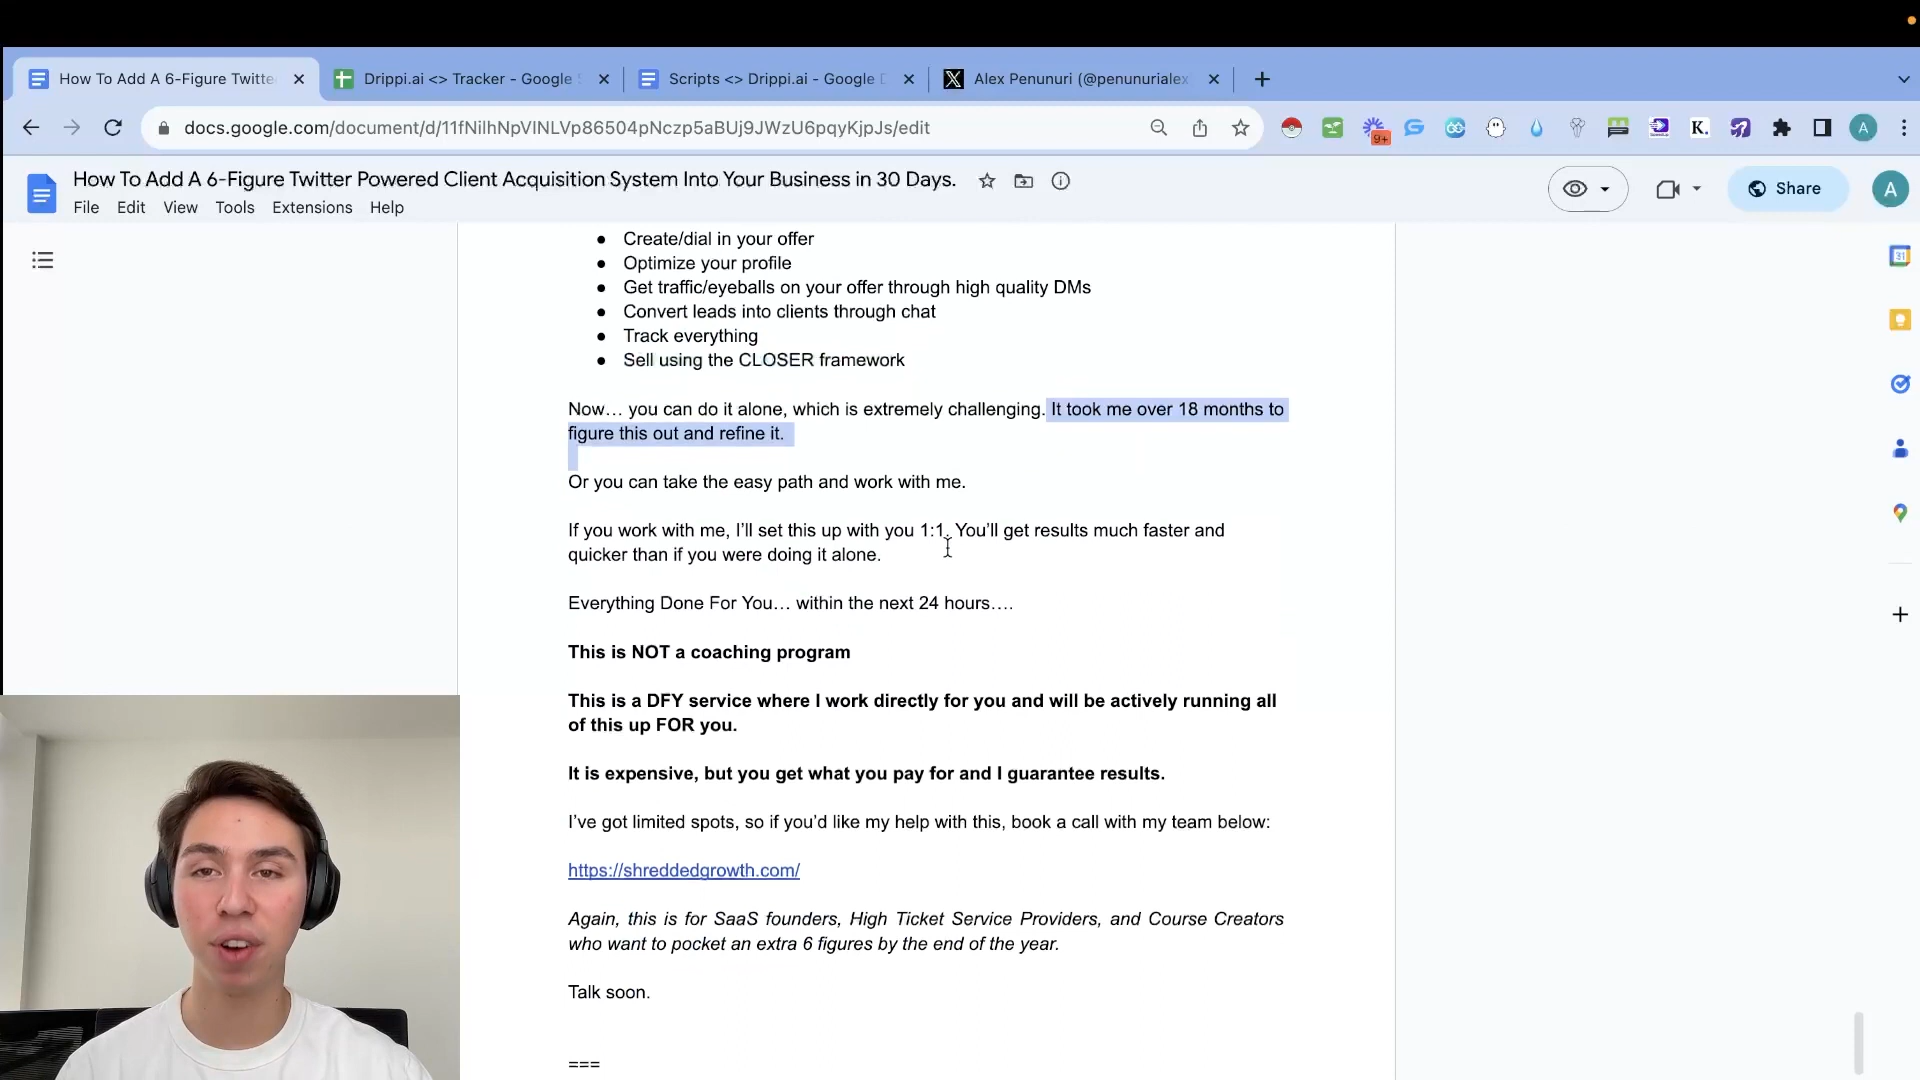 How To Add A 6-Figure Twitte
Drippi.ai <> Tracker - Google
Scripts <> Drippi.ai - Google
Alex Penunuri (@penunurialex
docs.google.com/document/d/11fNilhNpVINLVp86504pNczp5aBUj9JWzU6pqyKjpJs/edit
9+
K.
A
How To Add A 6-Figure Twitter Powered Client Acquisition System Into Your Business in 30 Days.
File Edit View Tools Extensions Help
Share
A
31
● Create/dial in your offer
● Optimize your profile
● Get traffic/eyeballs on your offer through high quality DMs
● Convert leads into clients through chat
● Track everything
● Sell using the CLOSER framework
Now… you can do it alone, which is extremely challenging. It took me over 18 months to
figure this out and refine it.
Or you can take the easy path and work with me.
If you work with me, I'll set this up with you 1:1. You'll get results much faster and
quicker than if you were doing it alone.
Everything Done For You… within the next 24 hours….
This is NOT a coaching program
This is a DFY service where I work directly for you and will be actively running all
of this up FOR you.
It is expensive, but you get what you pay for and I guarantee results.
I've got limited spots, so if you'd like my help with this, book a call with my team below:
https://shreddedgrowth.com/
Again, this is for SaaS founders, High Ticket Service Providers, and Course Creators
who want to pocket an extra 6 figures by the end of the year.
Talk soon.
===